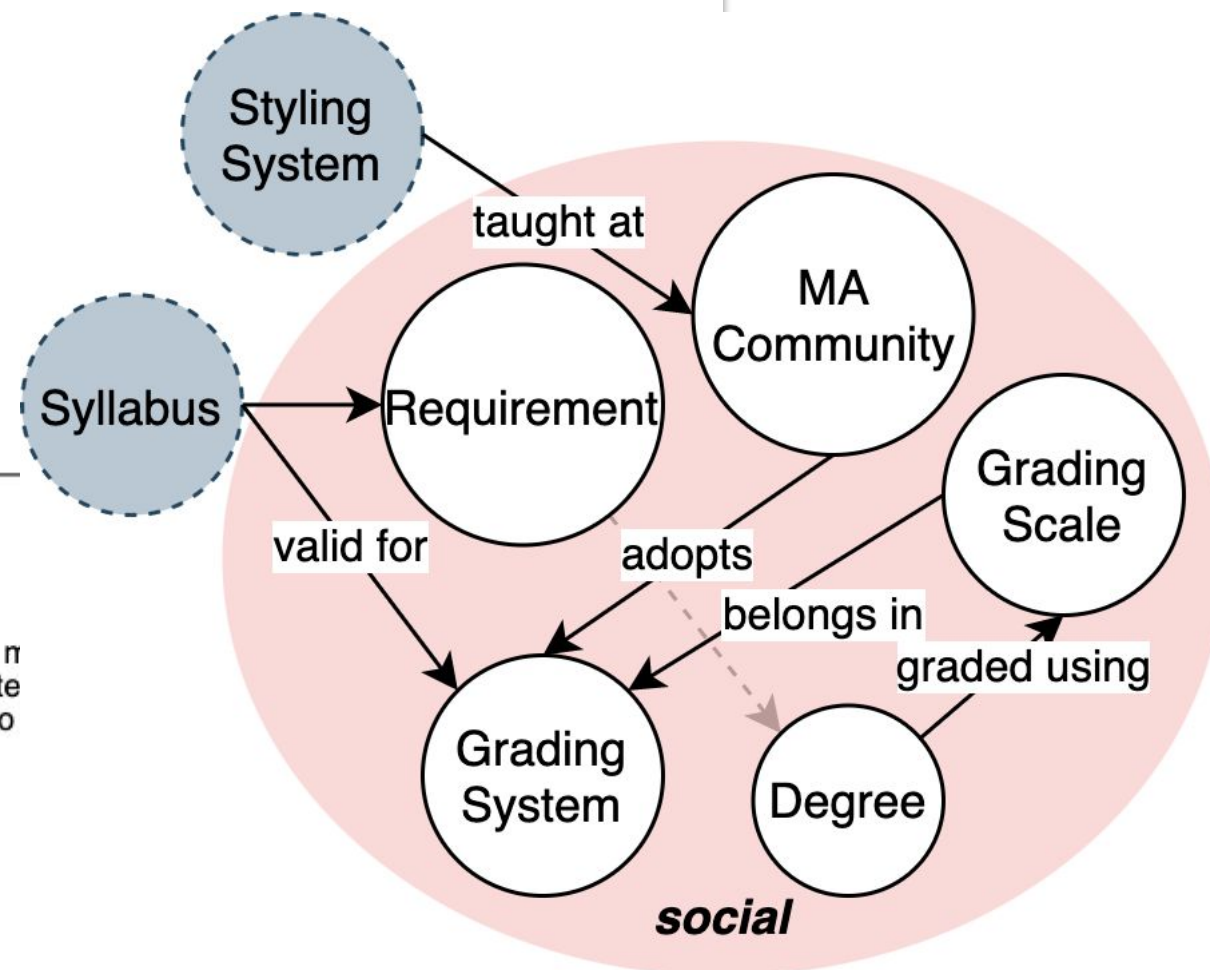 Styling
System
taught at
MA
Community
Syllabus
Requirement
Grading
Scale
valid for
adopts
belongs in
graded using
Grading
System
Degree
social